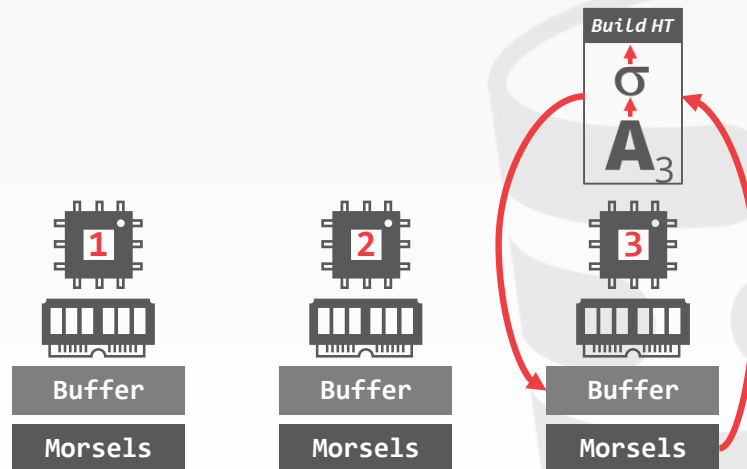 Build HT
σ
A3
1 2 3
Buffer Buffer Buffer
Morsels Morsels Morsels